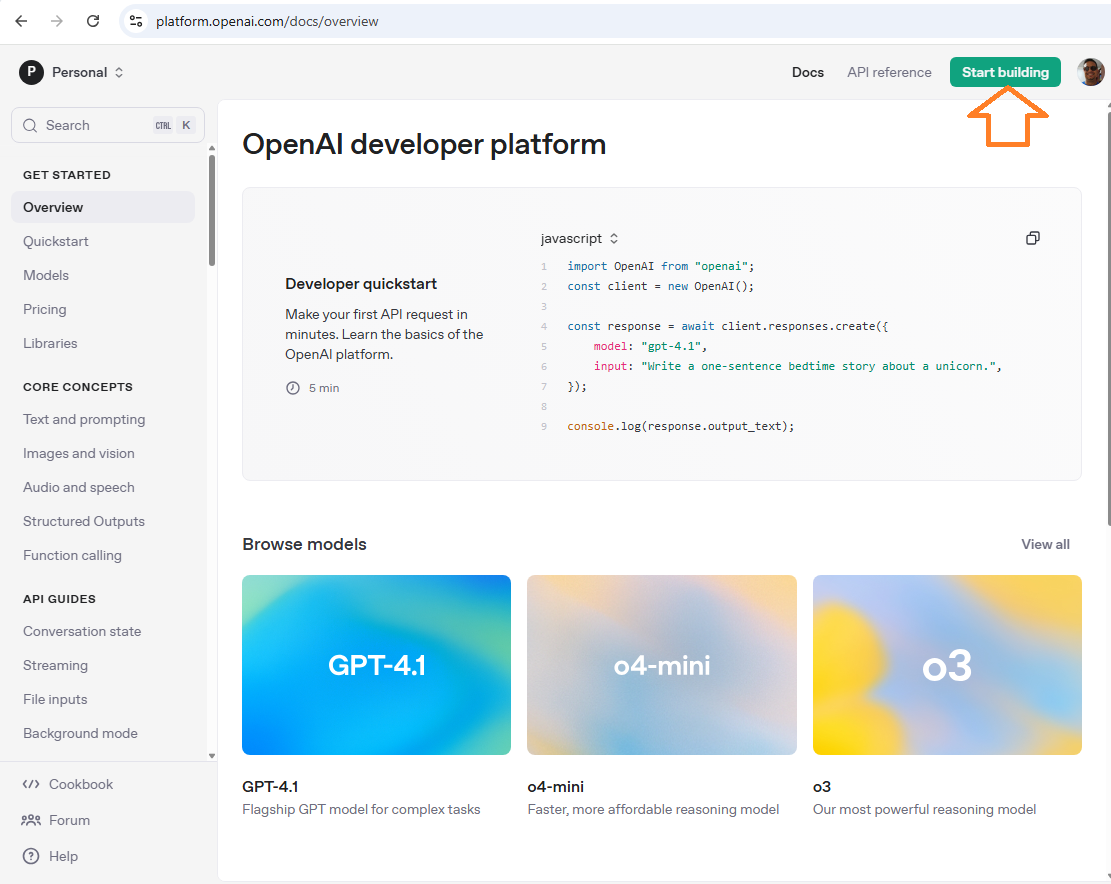 platform.openai.com/docs/overview
P Personal
Docs API reference Start building
Search CTRL K
GET STARTED
Overview
Quickstart
Models
Pricing
Libraries
CORE CONCEPTS
Text and prompting
Images and vision
Audio and speech
Structured Outputs
Function calling
API GUIDES
Conversation state
Streaming
File inputs
Background mode
Cookbook
Forum
Help
OpenAI developer platform
Developer quickstart
Make your first API request in
minutes. Learn the basics of the
OpenAI platform.
5 min
javascript
1 import OpenAI from "openai";
2 const client = new OpenAI();
3
4 const response = await client.responses.create({
5 model: "gpt-4.1",
6 input: "Write a one-sentence bedtime story about a unicorn.",
7 });
8
9 console.log(response.output_text);
Browse models View all
GPT-4.1
o4-mini
o3
GPT-4.1
Flagship GPT model for complex tasks
o4-mini
Faster, more affordable reasoning model
o3
Our most powerful reasoning model